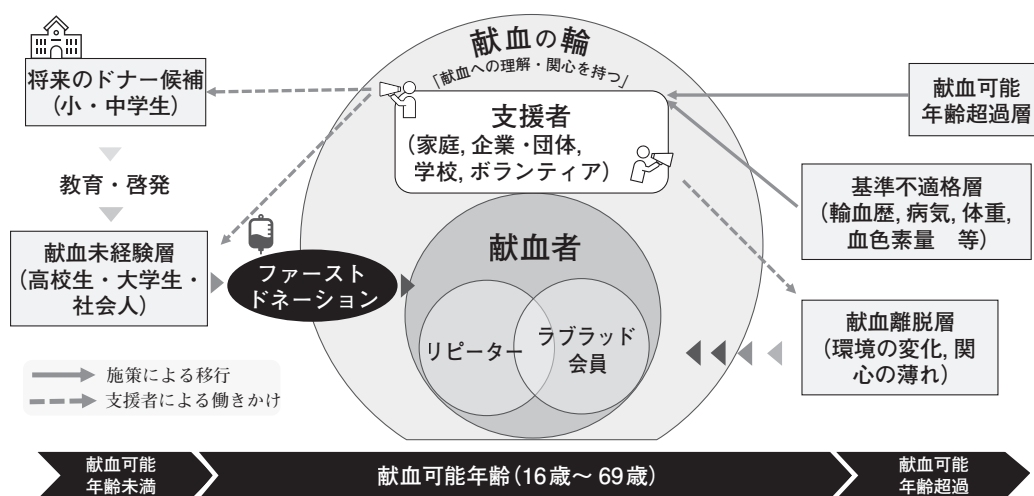 献血の輪
「献血への理解・関心を持つ」
将来のドナー候補
(小・中学生)
教育・啓発
献血未経験層
(高校生・大学生・
社会人)
ファースト
ドネーション
支援者
(家庭, 企業・団体,
学校, ボランティア)
献血者
リピーター
ラブラッド
会員
献血可能
年齢超過層
基準不適格層
(輸血歴, 病気, 体重,
血色素量　等)
献血離脱層
(環境の変化, 関
心の薄れ)
施策による移行
支援者による働きかけ
献血可能
年齢未満
献血可能年齢(16歳～69歳)
献血可能
年齢超過